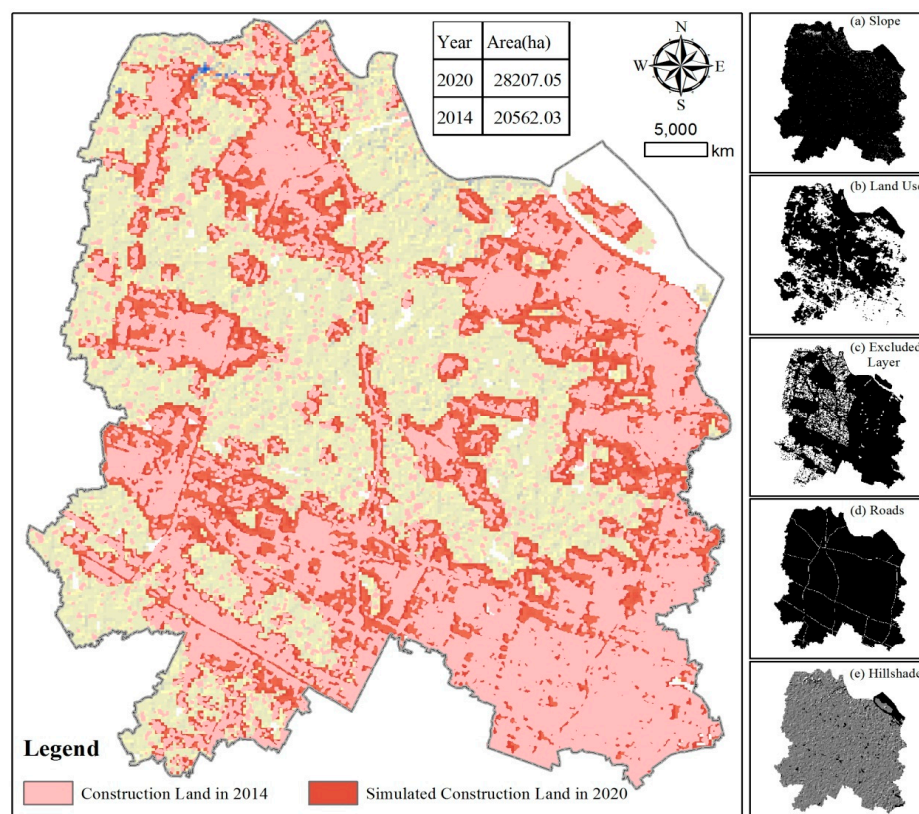 Year Area(ha)
2020 28207.05
2014 20562.03
N
W E
S
5,000
km
Legend
Construction Land in 2014
Simulated Construction Land in 2020
(a) Slope
(b) Land Use
(c) Excluded
Layer
(d) Roads
(e) Hillshade